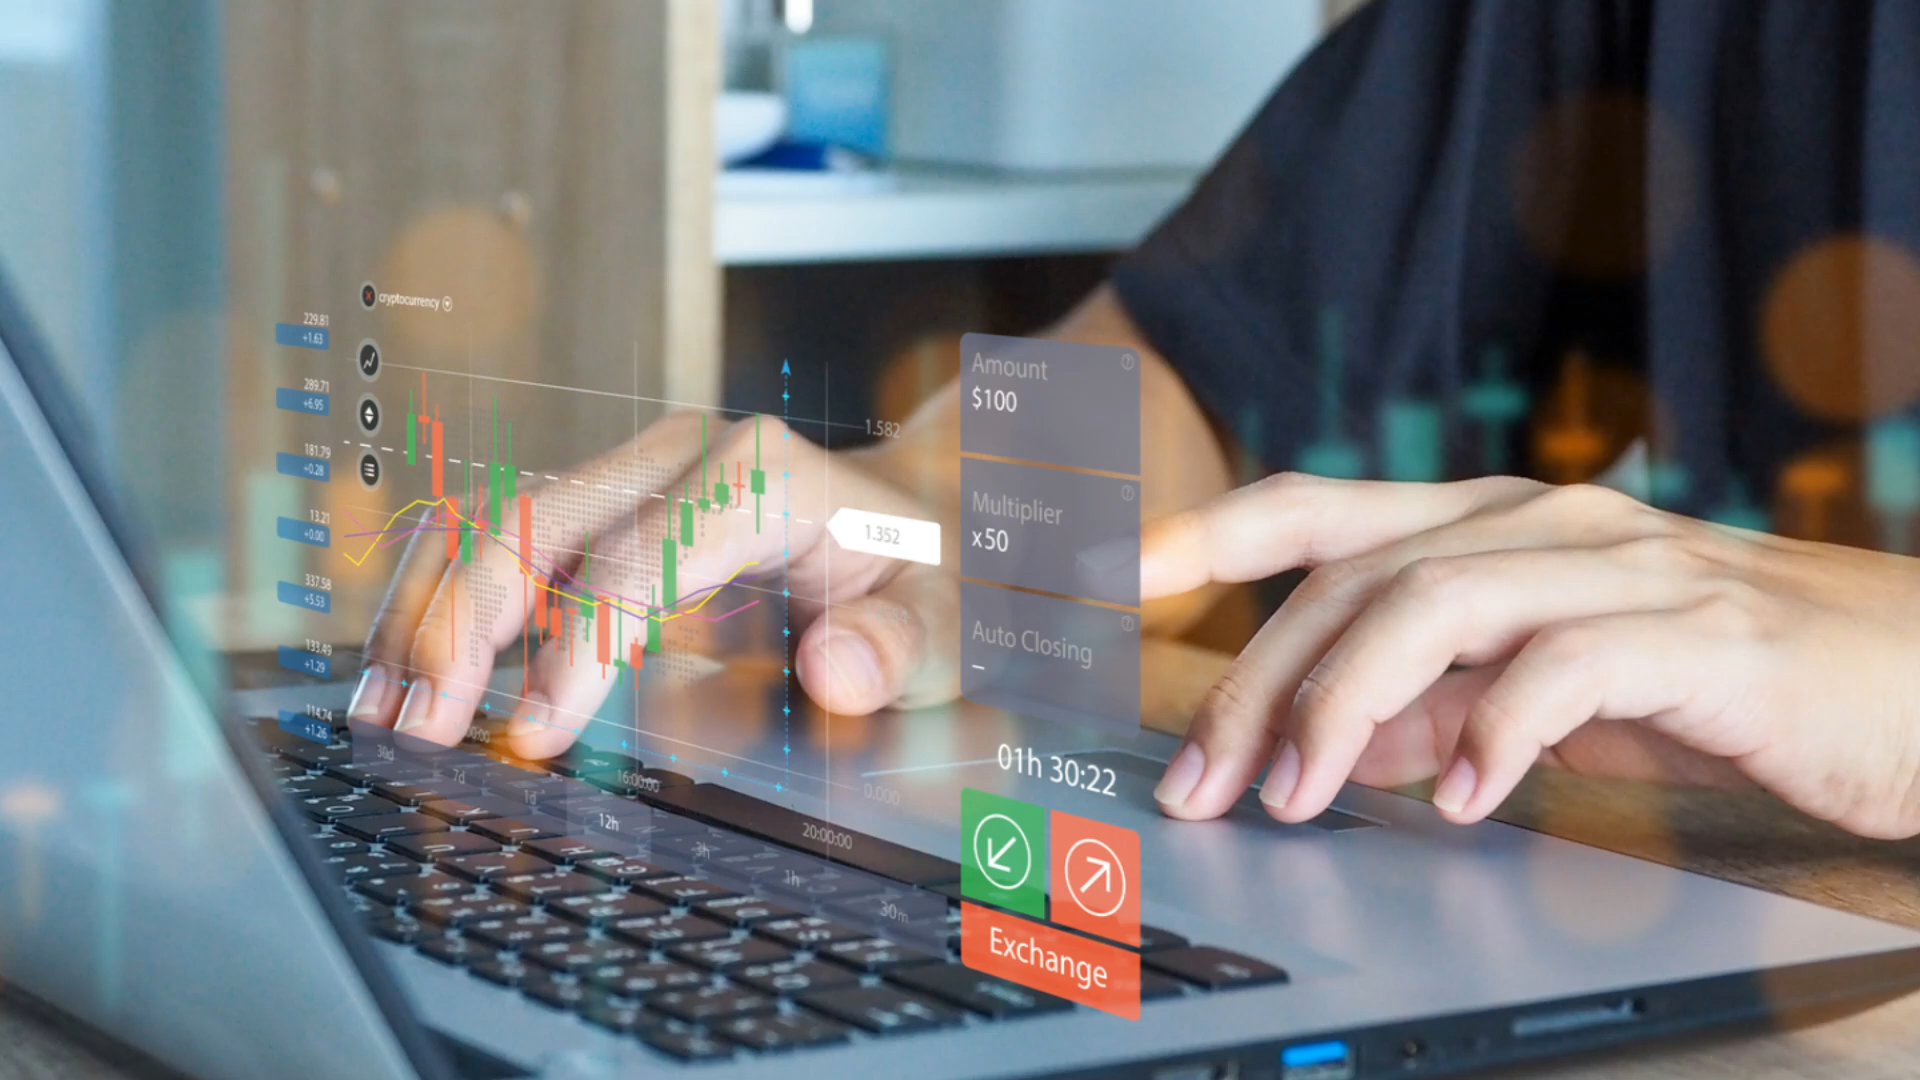 cryptocurrency
229.81
+1.63
289.71
+6.95
181.79
+0.28
13.21
+0.00
337.58
+5.53
133.49
+1.29
114.74
+1.26
1.582
1.352
0.000
16:00:00
20:00:00
30d
7d
1d
12h
3h
1h
30m
Amount
$100
Multiplier
x50
Auto Closing
–
01h 30:22
Exchange